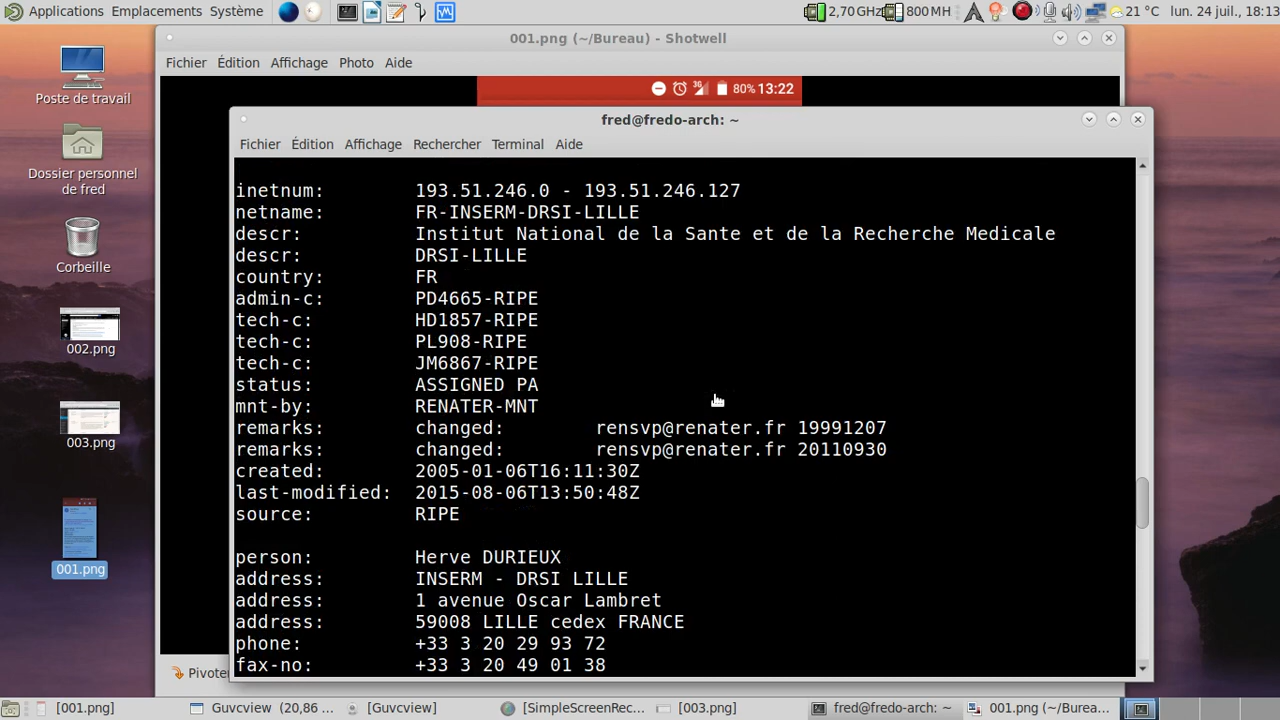 Applications Emplacements Système 2,70 GHz 800 MH 21 °C lun. 24 juil., 18:13
001.png (~/Bureau) - Shotwell
Fichier Édition Affichage Photo Aide
36 80% 13:22
fred@fredo-arch: ~
Fichier Édition Affichage Rechercher Terminal Aide
inetnum: 193.51.246.0 - 193.51.246.127
netname: FR-INSERM-DRSI-LILLE
descr: Institut National de la Sante et de la Recherche Medicale
descr: DRSI-LILLE
country: FR
admin-c: PD4665-RIPE
tech-c: HD1857-RIPE
tech-c: PL908-RIPE
tech-c: JM6867-RIPE
status: ASSIGNED PA
mnt-by: RENATER-MNT
remarks: changed: rensvp@renater.fr 19991207
remarks: changed: rensvp@renater.fr 20110930
created: 2005-01-06T16:11:30Z
last-modified: 2015-08-06T13:50:48Z
source: RIPE
person: Herve DURIEUX
address: INSERM - DRSI LILLE
address: 1 avenue Oscar Lambret
address: 59008 LILLE cedex FRANCE
phone: +33 3 20 29 93 72
fax-no: +33 3 20 49 01 38
Poste de travail
Dossier personnel
de fred
Corbeille
002.png
003.png
001.png
Pivoter
[001.png] Guvcview (20,86 ... [Guvcview] [SimpleScreenRec... [003.png] fred@fredo-arch: ~ 001.png (~/Burea...